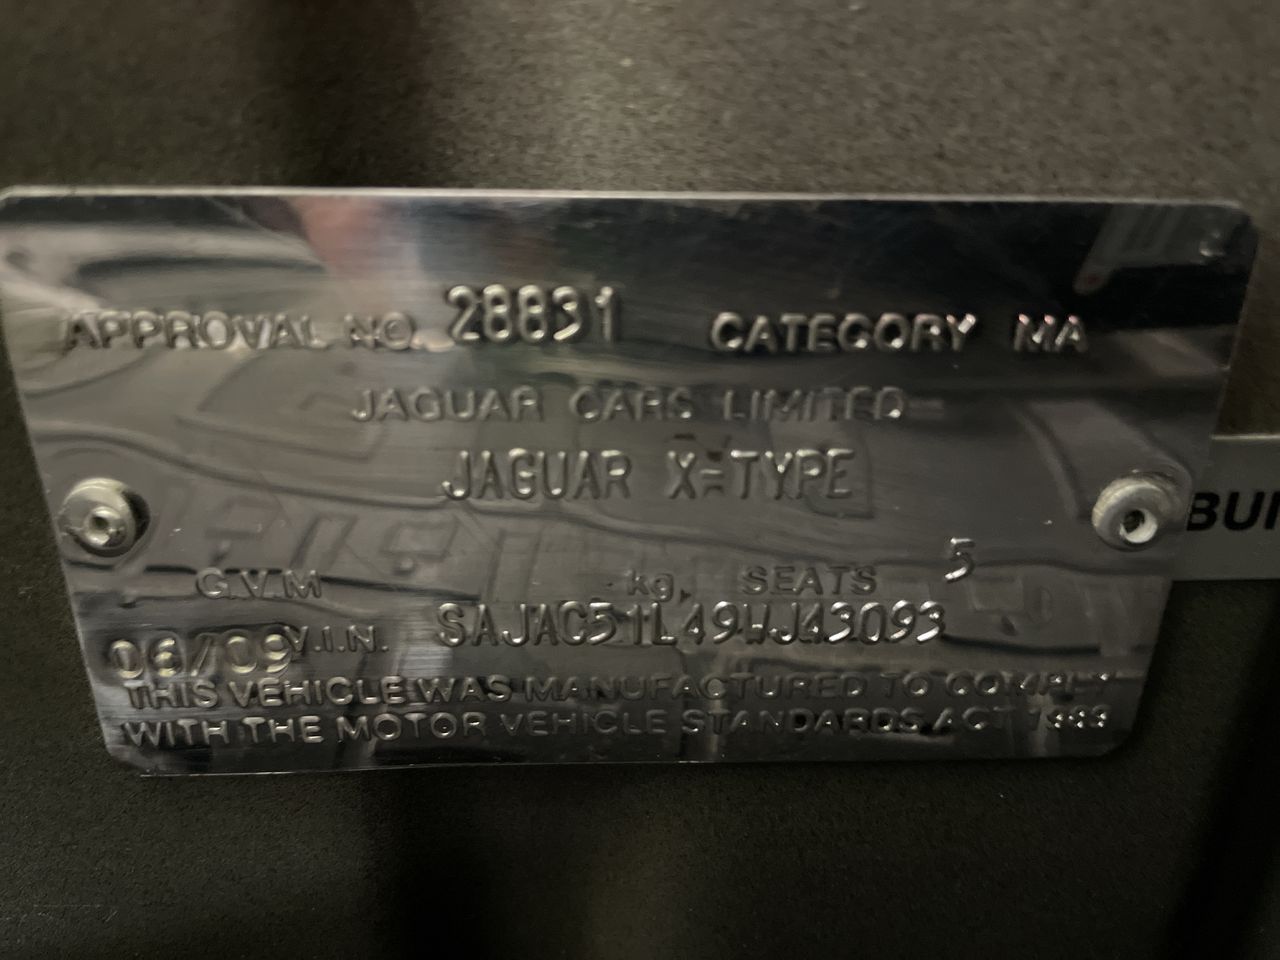 APPROVAL NO. 28831 CATEGORY MA
JAGUAR CARS LIMITED
JAGUAR X=TYPE
G.V.M kg, SEATS 5
06/09 V.I.N. SAJAC51L49WJ43093
THIS VEHICLE WAS MANUFACTURED TO COMPLY
WITH THE MOTOR VEHICLE STANDARDS ACT 1989